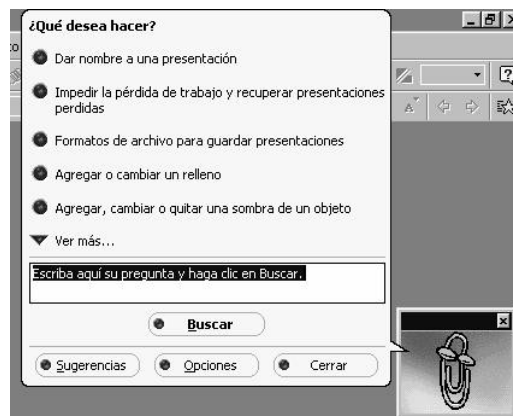 ¿Qué desea hacer?
Dar nombre a una presentación
Impedir la pérdida de trabajo y recuperar presentaciones
perdidas
Formatos de archivo para guardar presentaciones
Agregar o cambiar un relleno
Agregar, cambiar o quitar una sombra de un objeto
Ver más...
Escriba aquí su pregunta y haga clic en Buscar.
Buscar
Sugerencias
Opciones
Cerrar